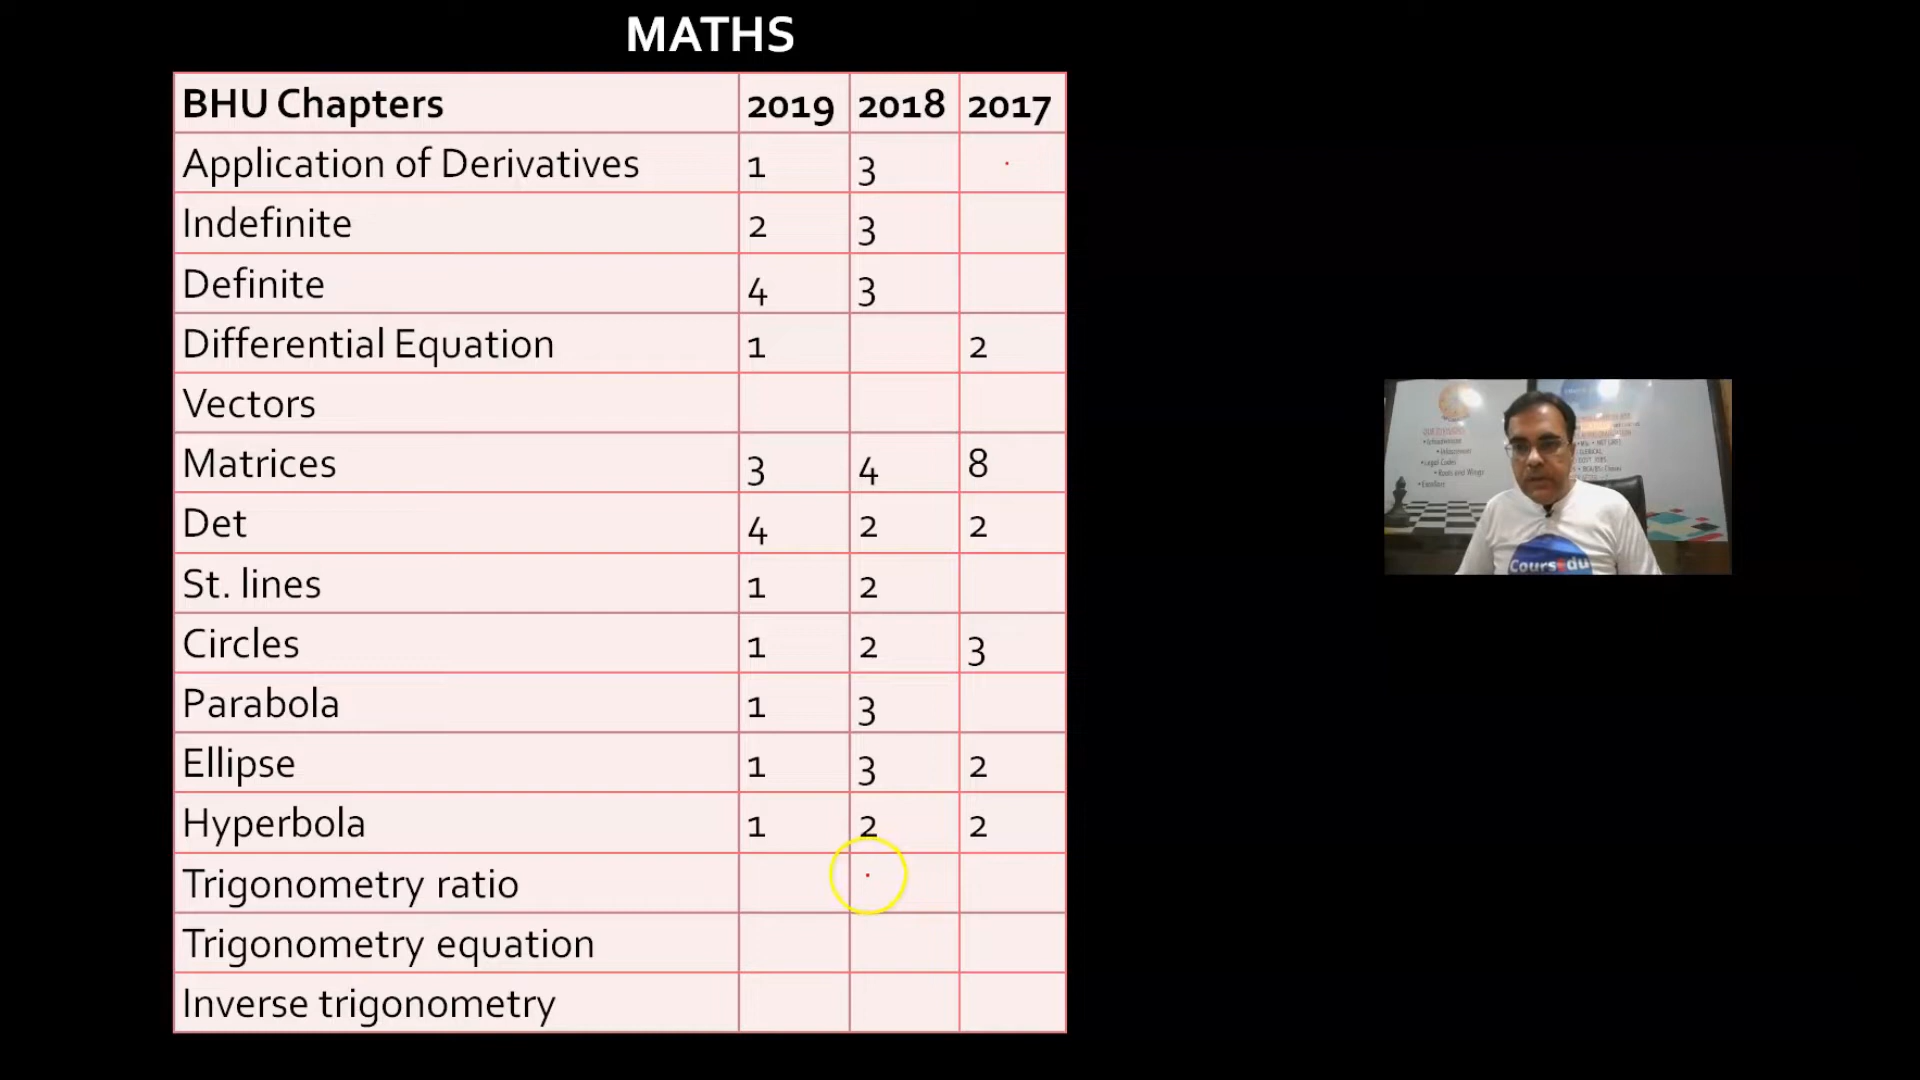 MATHS
BHU Chapters 2019 2018 2017
Application of Derivatives 1 3
Indefinite 2 3
Definite 4 3
Differential Equation 1 2
Vectors
Matrices 3 4 8
Det 4 2 2
St. lines 1 2
Circles 1 2 3
Parabola 1 3
Ellipse 1 3 2
Hyperbola 1 2 2
Trigonometry ratio
Trigonometry equation
Inverse trigonometry
Coursedu